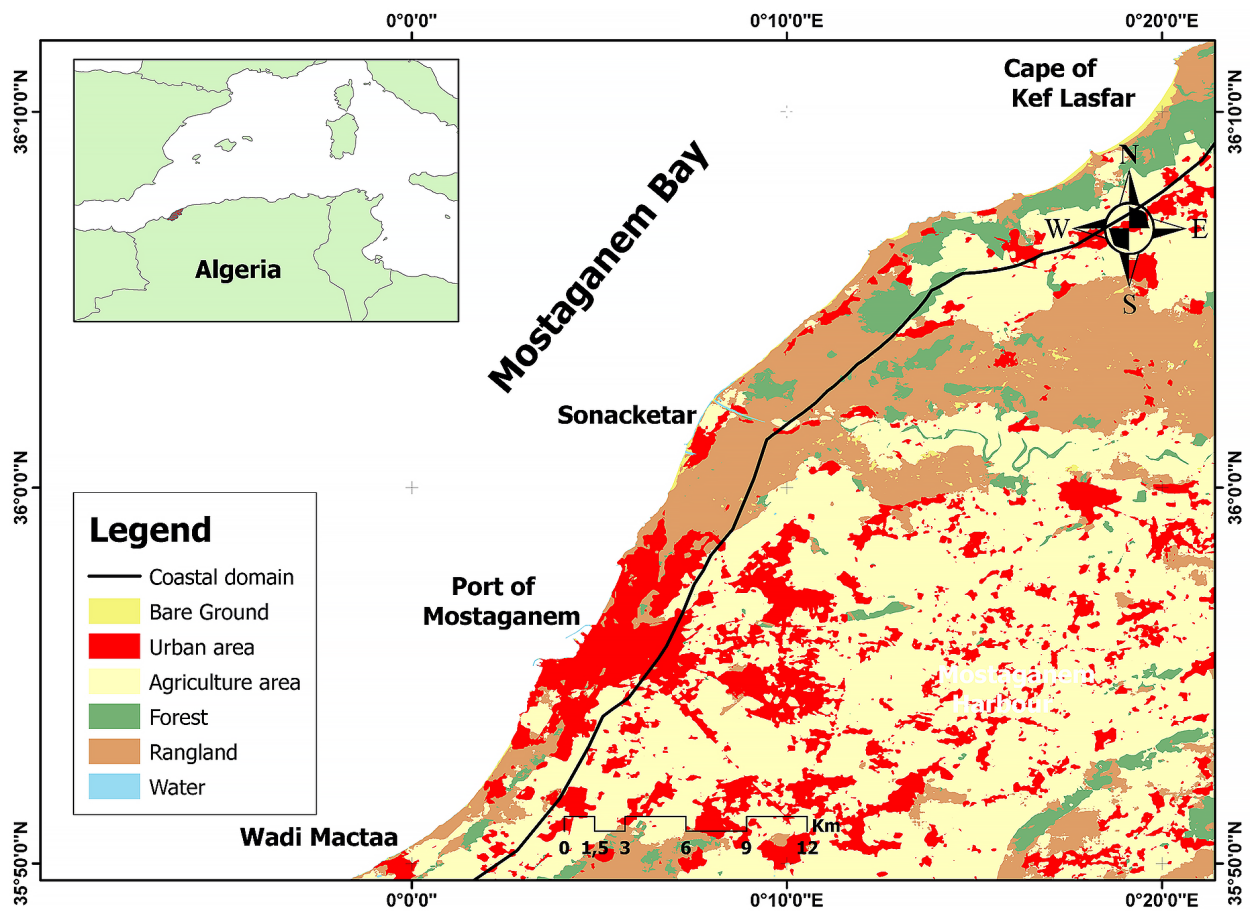 0°0'0"
0°10'0"E
0°20'0"E
Cape of
Kef Lasfar
36°10'0"N
36°10'0"N
Mostaganem Bay
N
W
E
S
Algeria
Sonacketar
36°0'0"N
36°0'0"N
Legend
Coastal domain
Bare Ground
Urban area
Agriculture area
Forest
Rangland
Water
Port of
Mostaganem
Mostaganem
Harbour
Wadi Mactaa
Km
0 1,5 3 6 9 12
35°50'0"N
35°50'0"N
0°0'0"
0°10'0"E
0°20'0"E